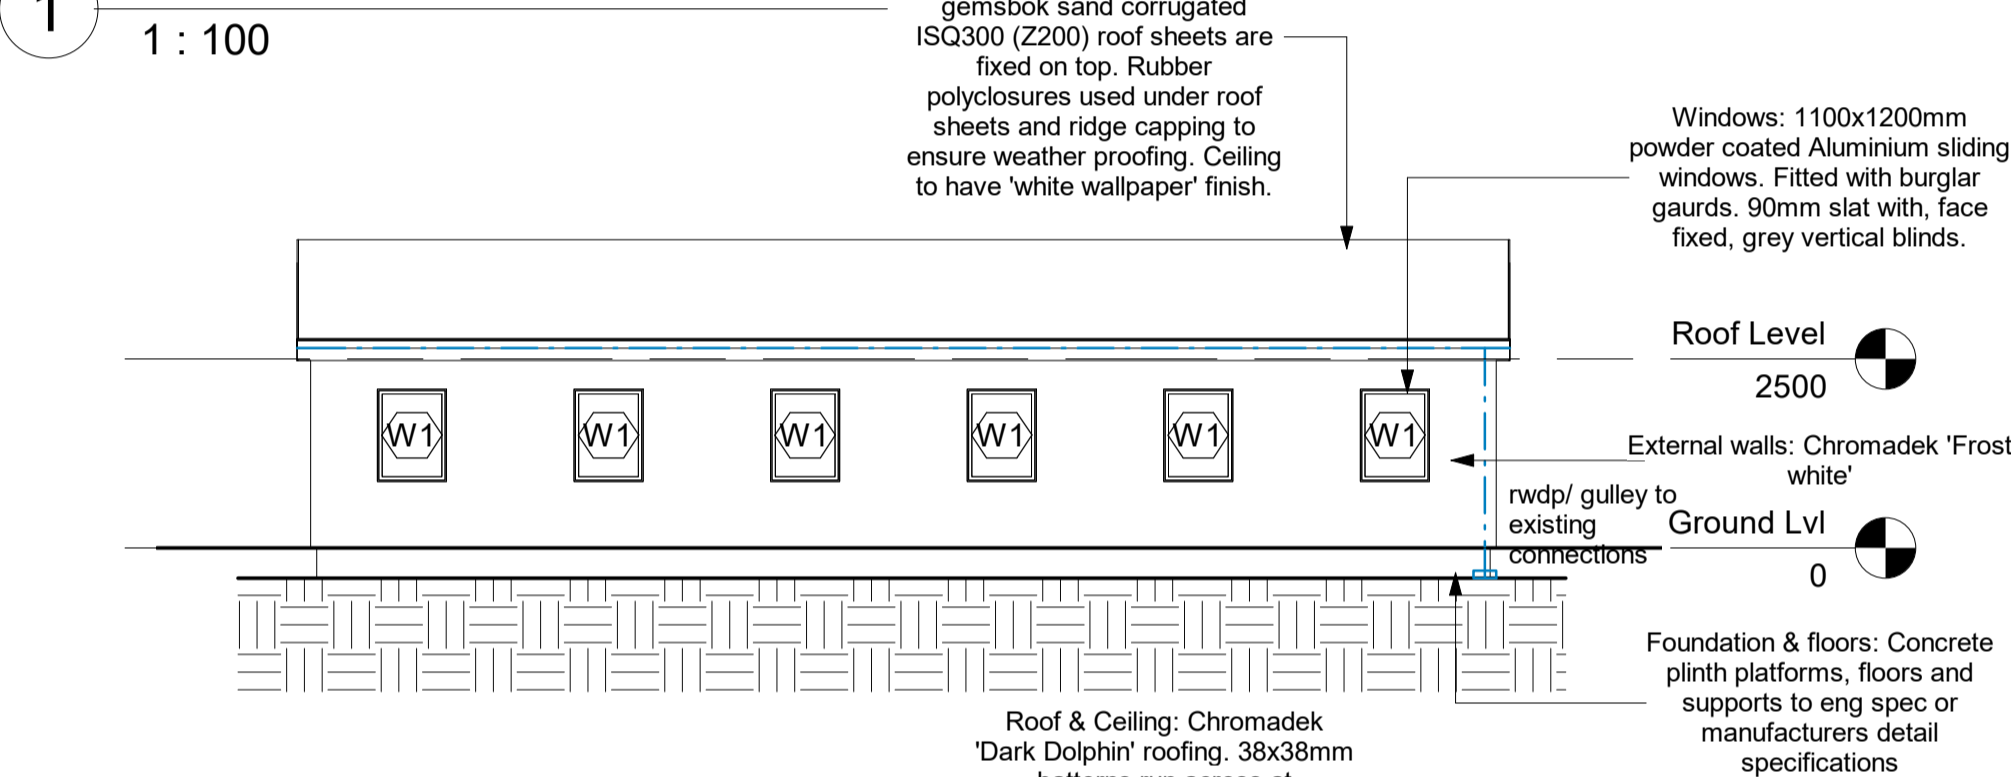 1
1 : 100
gemsbok sand corrugated
ISQ300 (Z200) roof sheets are
fixed on top. Rubber
polyclosures used under roof
sheets and ridge capping to
ensure weather proofing. Ceiling
to have 'white wallpaper' finish.
Windows: 1100x1200mm
powder coated Aluminium sliding
windows. Fitted with burglar
gaurds. 90mm slat with, face
fixed, grey vertical blinds.
Roof Level
2500
W1 W1 W1 W1 W1 W1
External walls: Chromadek 'Frost
white'
rwdp/ gulley to
existing
connections
Ground Lvl
0
Foundation & floors: Concrete
plinth platforms, floors and
supports to eng spec or
manufacturers detail
specifications
Roof & Ceiling: Chromadek
'Dark Dolphin' roofing. 38x38mm
battens run across at